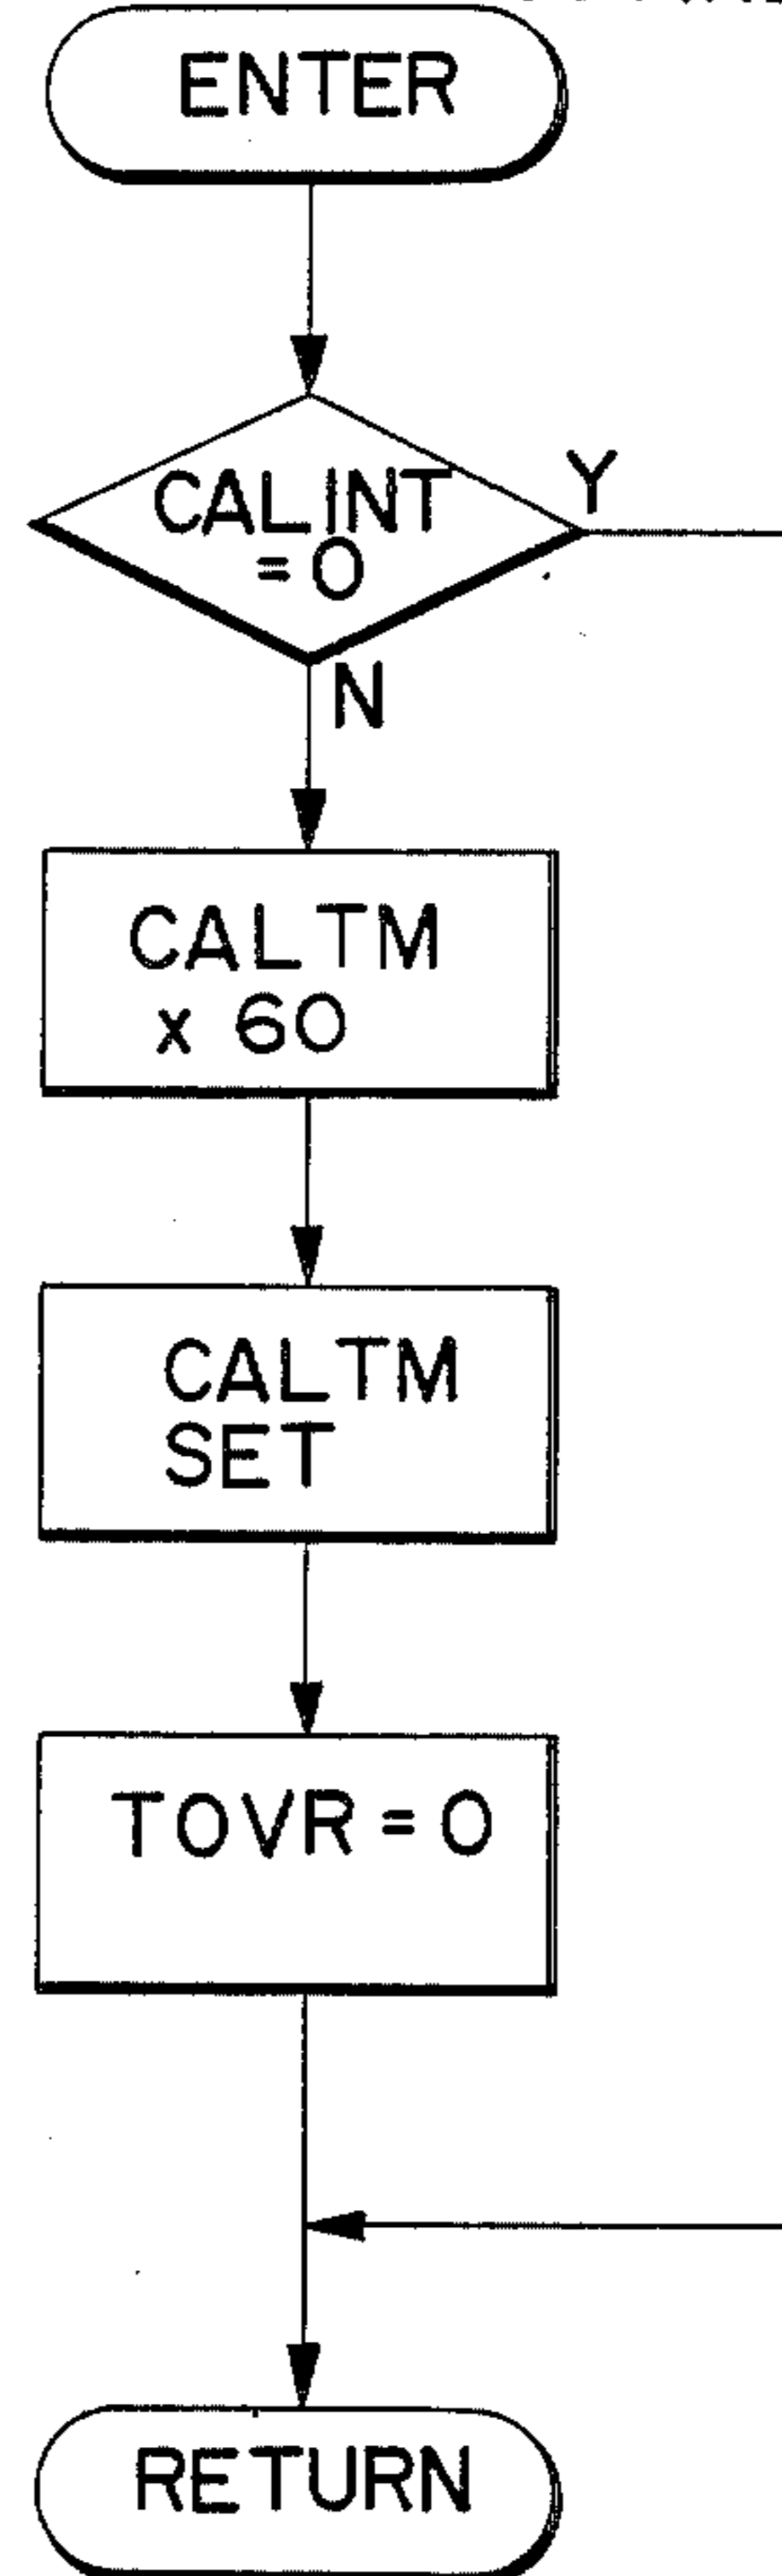 ENTER
CALINT
=0
Y
N
CALTM
x 60
CALTM
SET
TOVR=0
RETURN